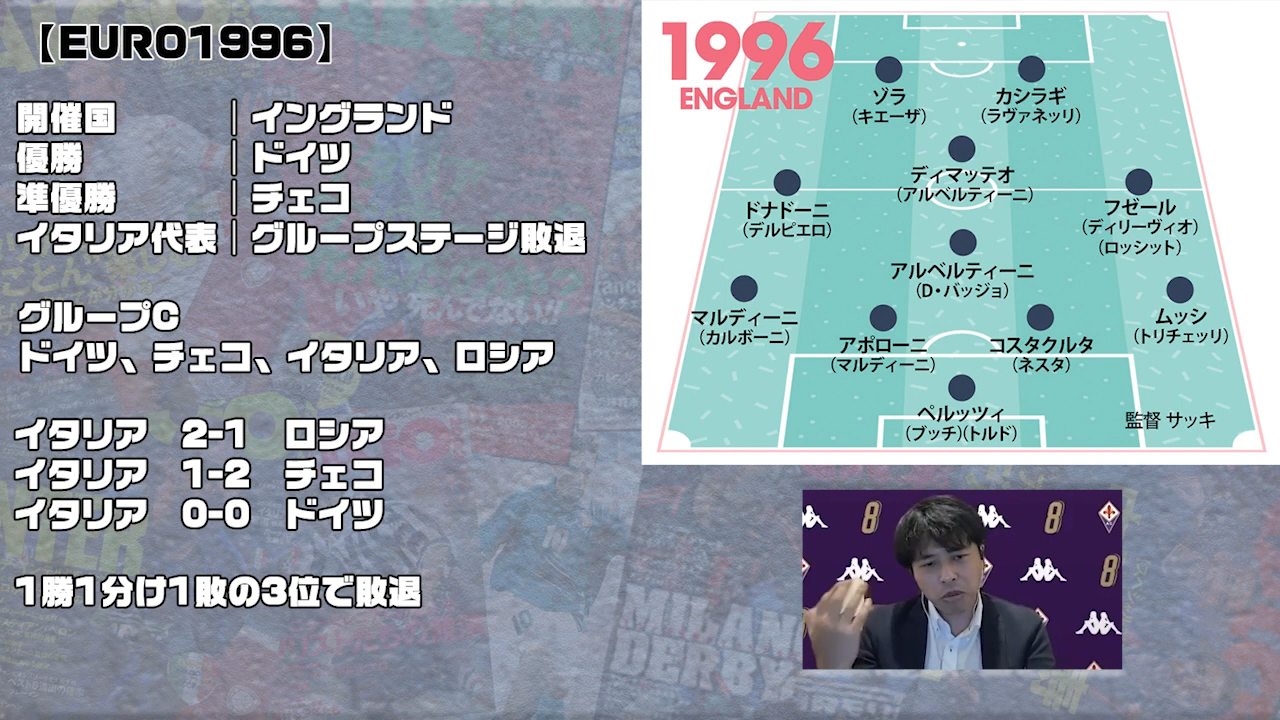 【EURO1996】
開催国 ｜イングランド
優勝 ｜ドイツ
準優勝 ｜チェコ
イタリア代表｜グループステージ敗退
グループC
ドイツ、チェコ、イタリア、ロシア
イタリア 2-1 ロシア
イタリア 1-2 チェコ
イタリア 0-0 ドイツ
1勝1分け1敗の3位で敗退
1996
ENGLAND
ゾラ
（キエーザ）
カシラギ
（ラヴァネッリ）
ディマッテオ
（アルベルティーニ）
ドナドーニ
（デルピエロ）
フゼール
（ディリーヴィオ）
（ロッシット）
アルベルティーニ
（D・バッジョ）
マルディーニ
（カルボーニ）
アポローニ
（マルディーニ）
コスタクルタ
（ネスタ）
ムッシ
（トリチェッリ）
ペルッツィ
（ブッチ）（トルド）
監督 サッキ
8
8
8
MILANO
DERBY